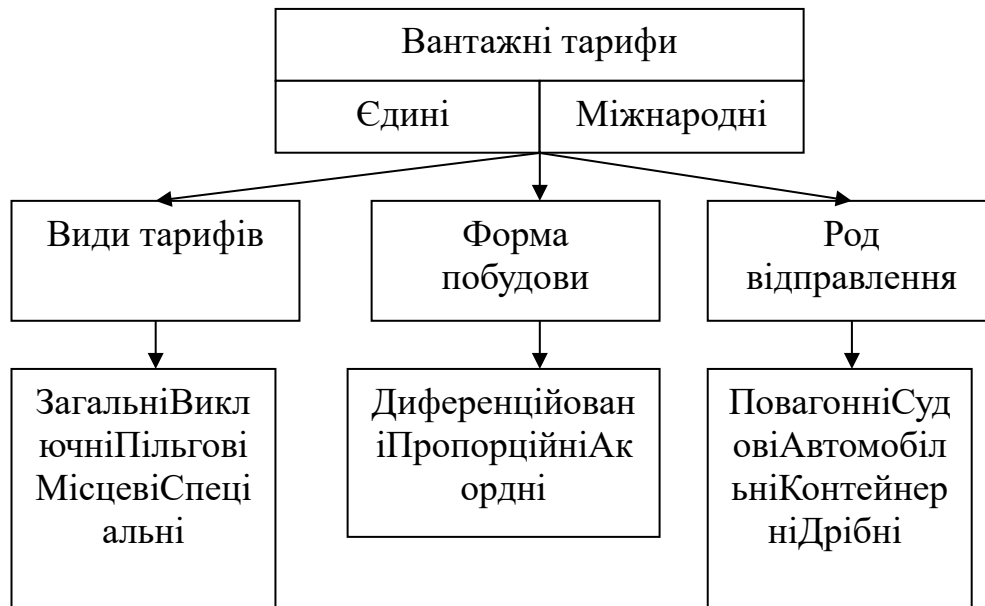 Вантажні тарифи
Єдині
Міжнародні
Види тарифів
Форма
побудови
Род
відправлення
ЗагальніВикл
ючніПільгові
МісцевіСпеці
альні
Диференційован
іПропорційніАк
ордні
ПовагонніСуд
овіАвтомобіл
ьніКонтейнер
ніДрібні